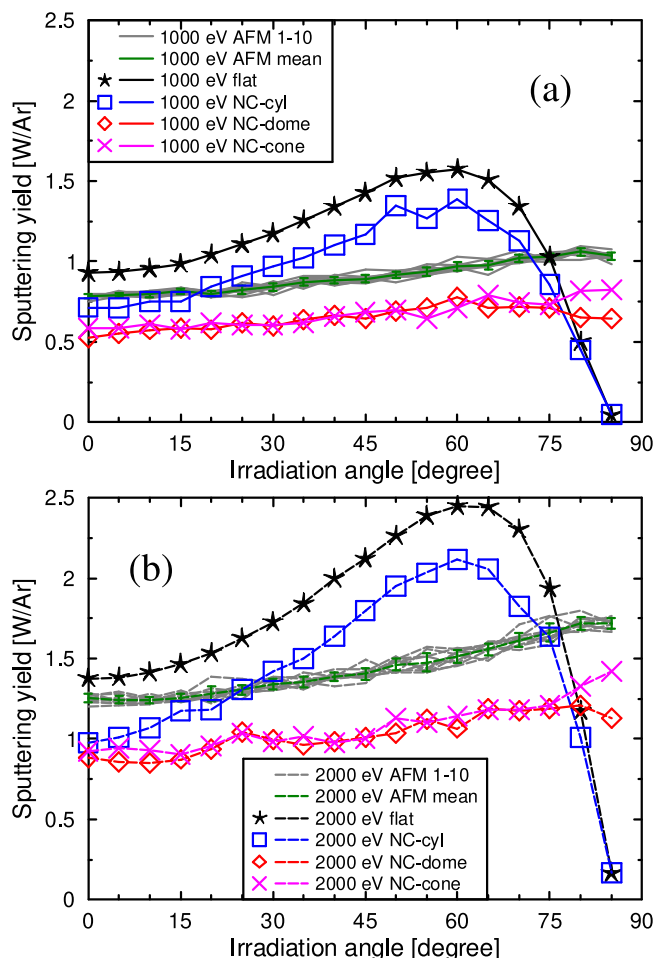 2.5
2
1.5
1
0.5
0
Sputtering yield [W/Ar]
1000 eV AFM 1-10
1000 eV AFM mean
1000 eV flat
1000 eV NC-cyl
1000 eV NC-dome
1000 eV NC-cone
(a)
0 15 30 45 60 75 90
Irradiation angle [degree]
2.5
2
1.5
1
0.5
0
Sputtering yield [W/Ar]
(b)
2000 eV AFM 1-10
2000 eV AFM mean
2000 eV flat
2000 eV NC-cyl
2000 eV NC-dome
2000 eV NC-cone
0 15 30 45 60 75 90
Irradiation angle [degree]